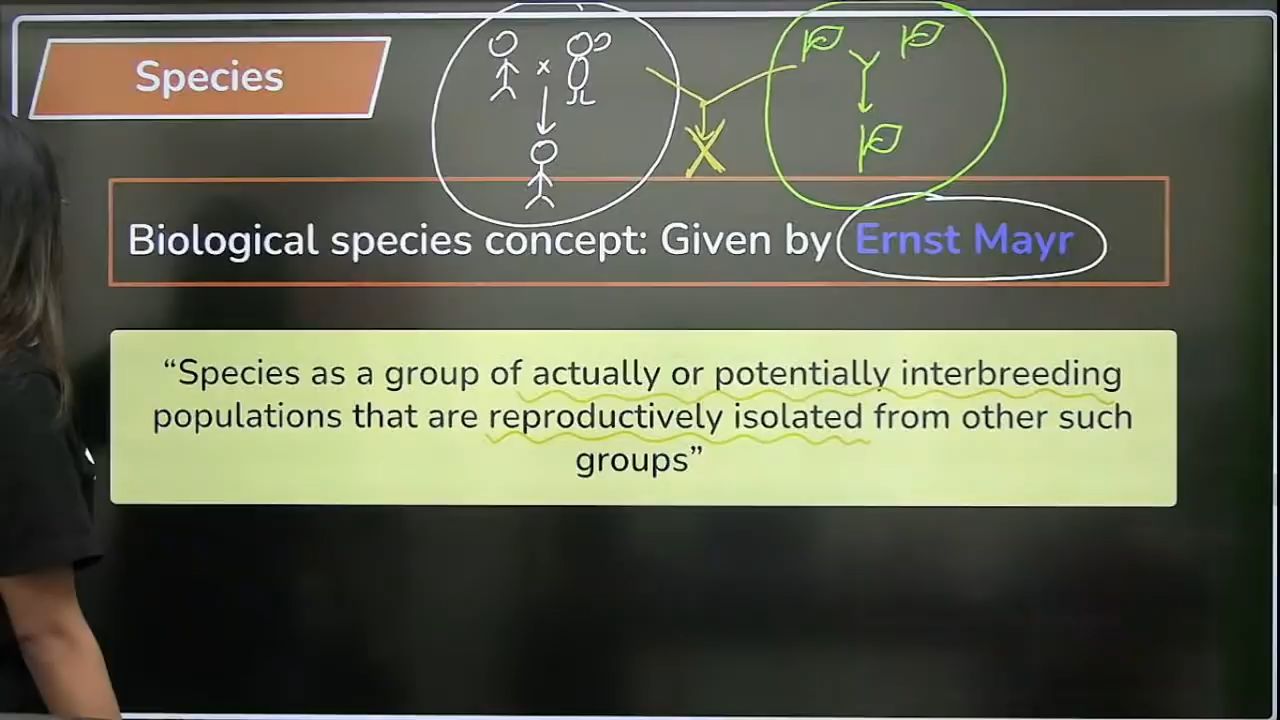 Species
Biological species concept: Given by Ernst Mayr
“Species as a group of actually or potentially interbreeding
populations that are reproductively isolated from other such
groups”